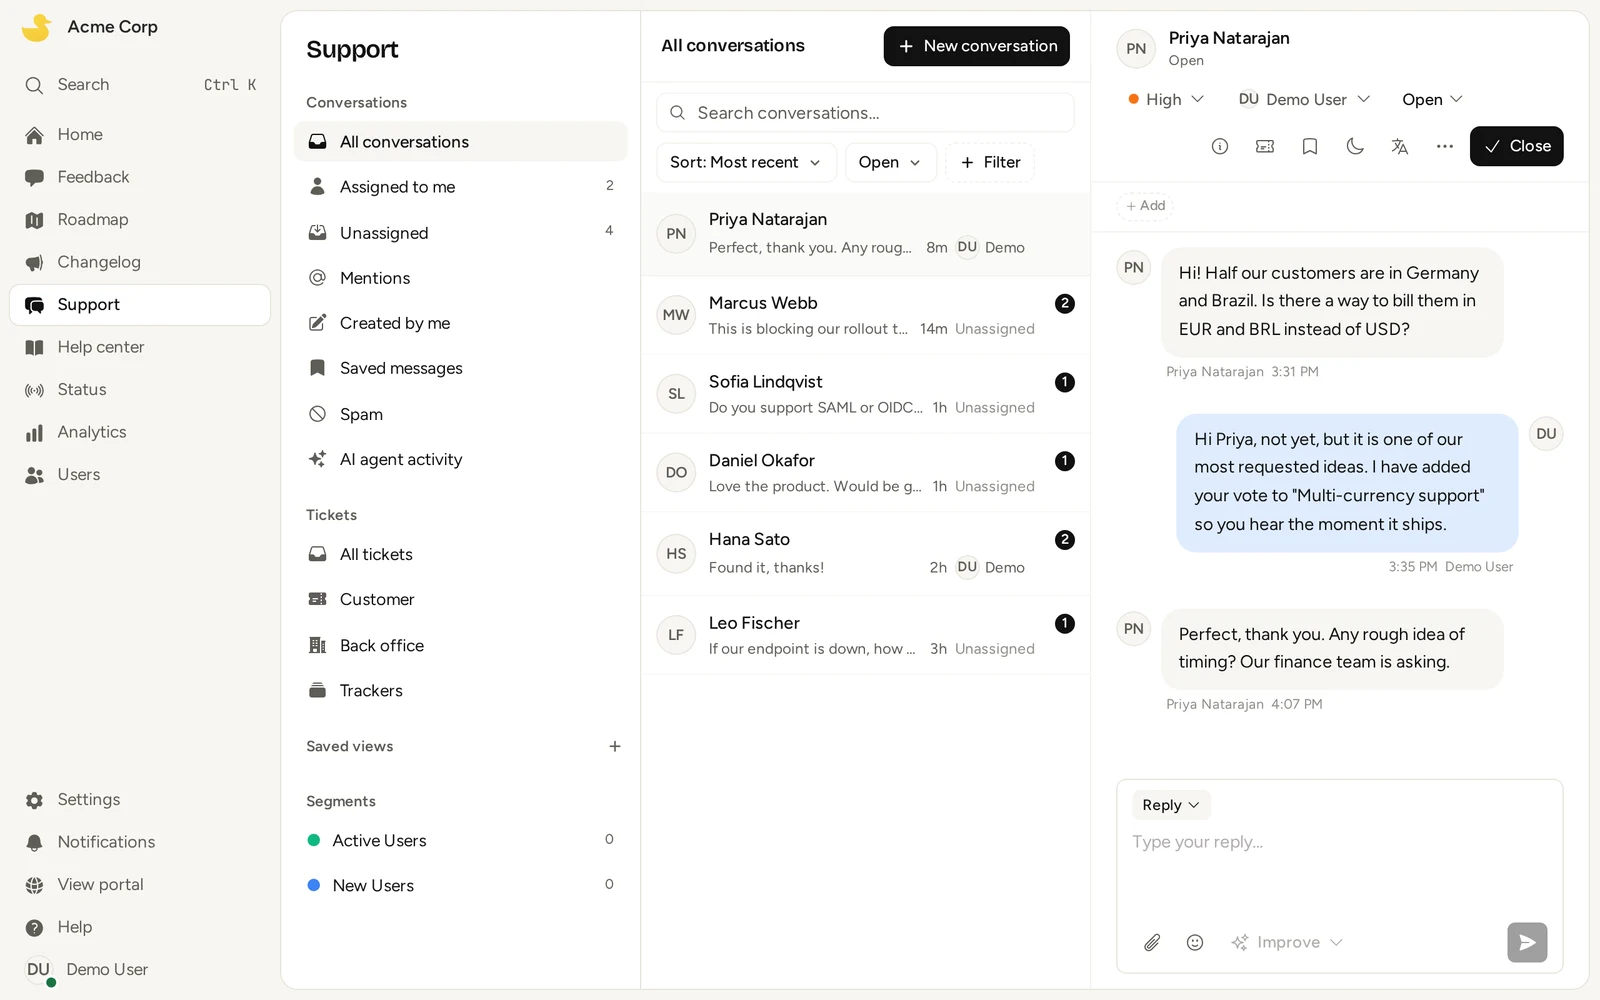 Acme Corp
Search Ctrl K
Home
Feedback
Roadmap
Changelog
Support
Help center
Status
Analytics
Users
Settings
Notifications
View portal
Help
DU Demo User
Support
Conversations
All conversations
Assigned to me 2
Unassigned 4
Mentions
Created by me
Saved messages
Spam
AI agent activity
Tickets
All tickets
Customer
Back office
Trackers
Saved views
Segments
Active Users 0
New Users 0
All conversations
+ New conversation
Search conversations...
Sort: Most recent
Open
+ Filter
PN
Priya Natarajan
Perfect, thank you. Any roug... 8m DU Demo
MW
Marcus Webb 2
This is blocking our rollout t... 14m Unassigned
SL
Sofia Lindqvist 1
Do you support SAML or OIDC... 1h Unassigned
DO
Daniel Okafor 1
Love the product. Would be g... 1h Unassigned
HS
Hana Sato 2
Found it, thanks! 2h DU Demo
LF
Leo Fischer 1
If our endpoint is down, how ... 3h Unassigned
PN
Priya Natarajan
Open
High DU Demo User Open
Close
+ Add
PN
Hi! Half our customers are in Germany
and Brazil. Is there a way to bill them in
EUR and BRL instead of USD?
Priya Natarajan 3:31 PM
DU
Hi Priya, not yet, but it is one of our
most requested ideas. I have added
your vote to "Multi-currency support"
so you hear the moment it ships.
3:35 PM Demo User
PN
Perfect, thank you. Any rough idea of
timing? Our finance team is asking.
Priya Natarajan 4:07 PM
Reply
Type your reply...
Improve